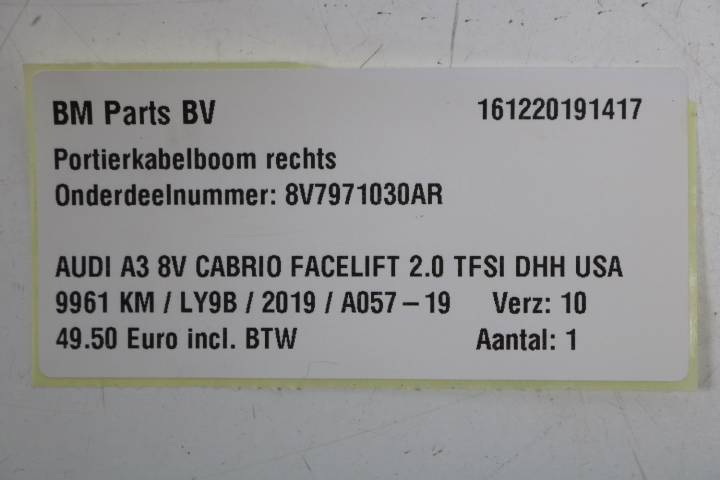 BM Parts BV 161220191417
Portierkabelboom rechts
Onderdeelnummer: 8V7971030AR
AUDI A3 8V CABRIO FACELIFT 2.0 TFSI DHH USA
9961 KM / LY9B / 2019 / A057-19 Verz: 10
49.50 Euro incl. BTW Aantal: 1